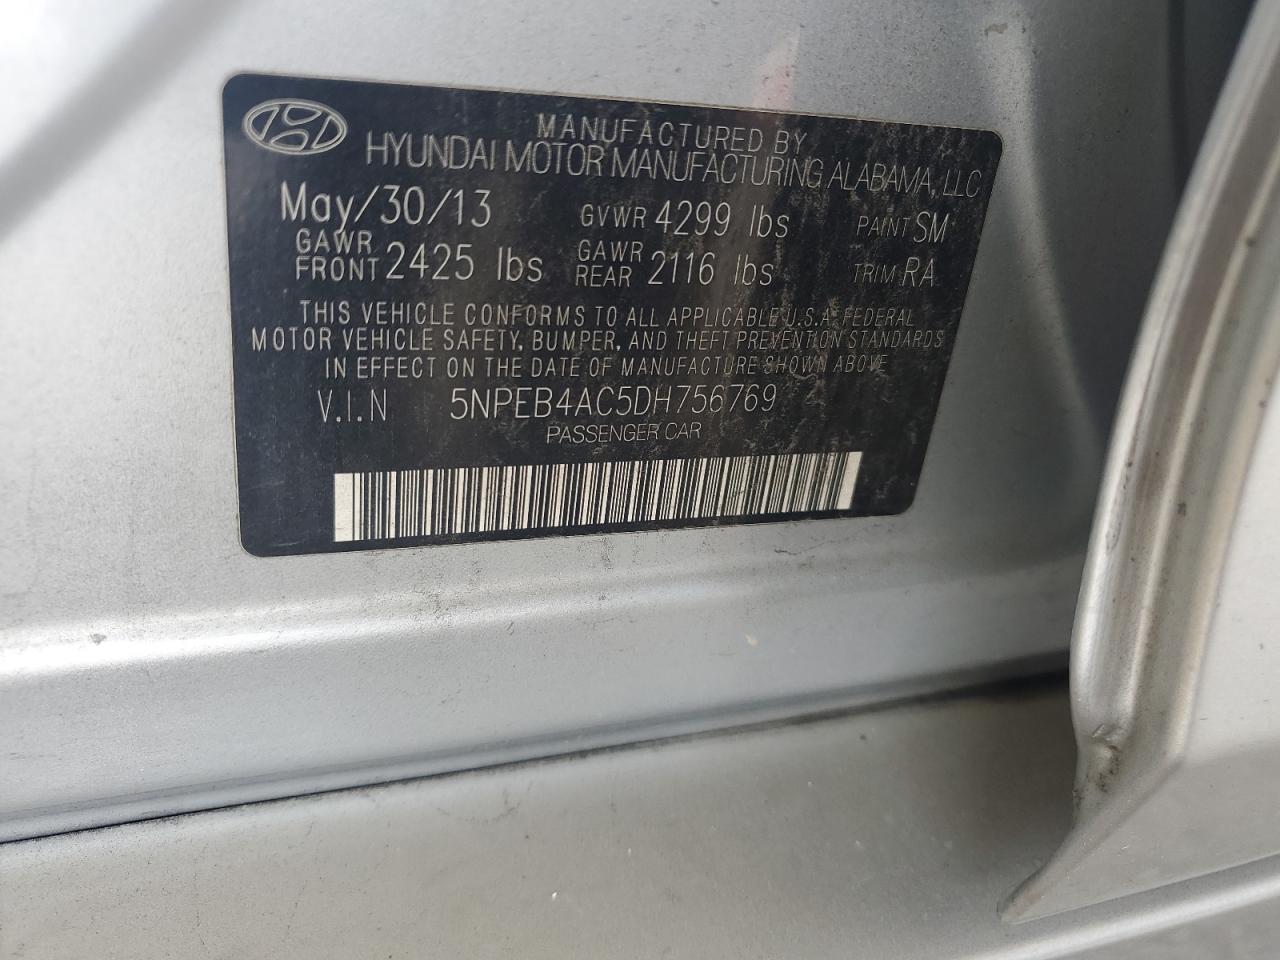 MANUFACTURED BY
HYUNDAI MOTOR MANUFACTURING ALABAMA, LLC
May/30/13 GVWR 4299 lbs PAINT SM
GAWR FRONT 2425 lbs GAWR REAR 2116 lbs TRIM RA
THIS VEHICLE CONFORMS TO ALL APPLICABLE U.S.A. FEDERAL
MOTOR VEHICLE SAFETY, BUMPER, AND THEFT PREVENTION STANDARDS
IN EFFECT ON THE DATE OF MANUFACTURE SHOWN ABOVE
V.I.N 5NPEB4AC5DH756769
PASSENGER CAR